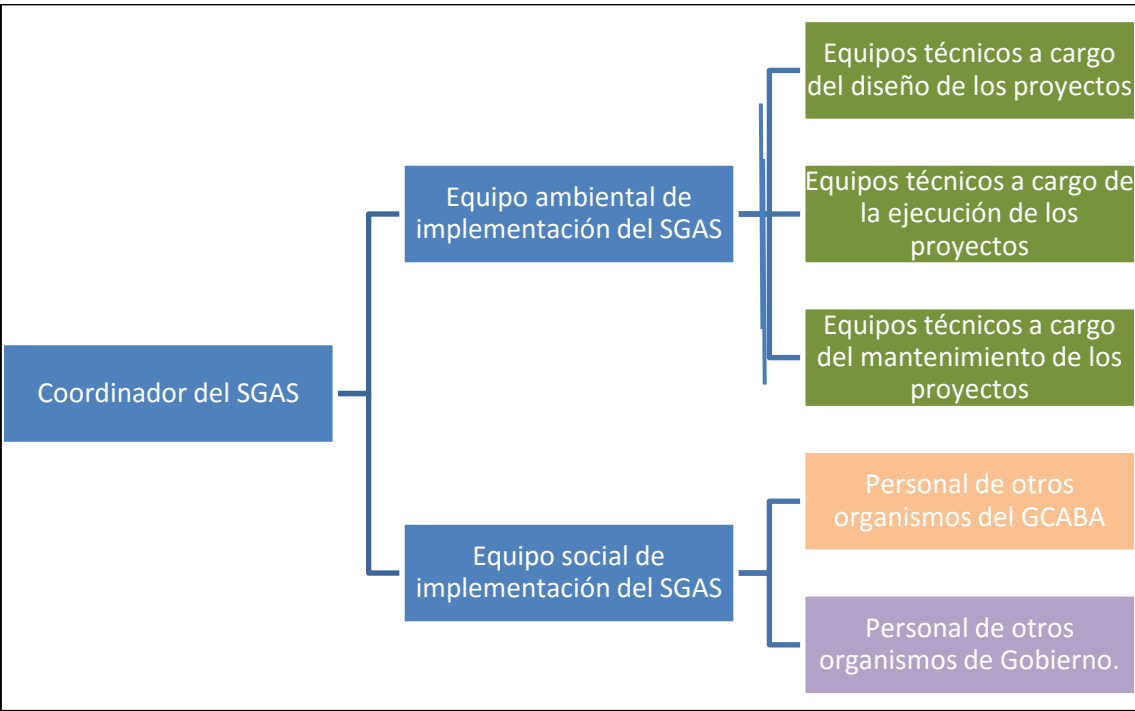 Equipos técnicos a cargo
del diseño de los proyectos
Equipo ambiental de
implementación del SGAS
Equipos técnicos a cargo de
la ejecución de los
proyectos
Equipos técnicos a cargo
del mantenimiento de los
proyectos
Coordinador del SGAS
Personal de otros
organismos del GCABA
Equipo social de
implementación del SGAS
Personal de otros
organismos de Gobierno.